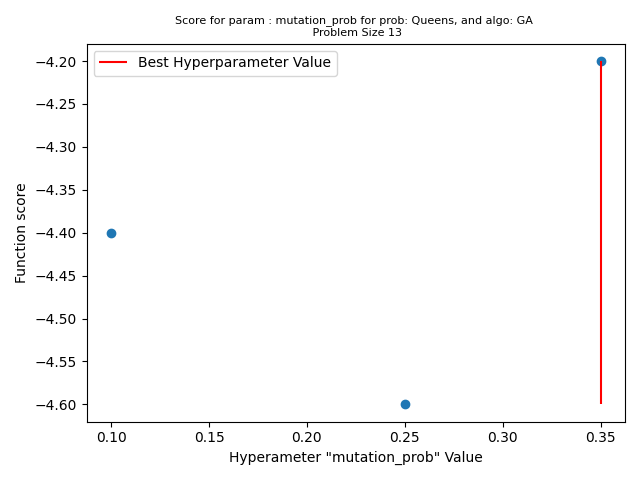 Score for param : mutation_prob for prob: Queens, and algo: GA
Problem Size 13
Best Hyperparameter Value
Function score
−4.20
−4.25
−4.30
−4.35
−4.40
−4.45
−4.50
−4.55
−4.60
0.10 0.15 0.20 0.25 0.30 0.35
Hyperameter "mutation_prob" Value